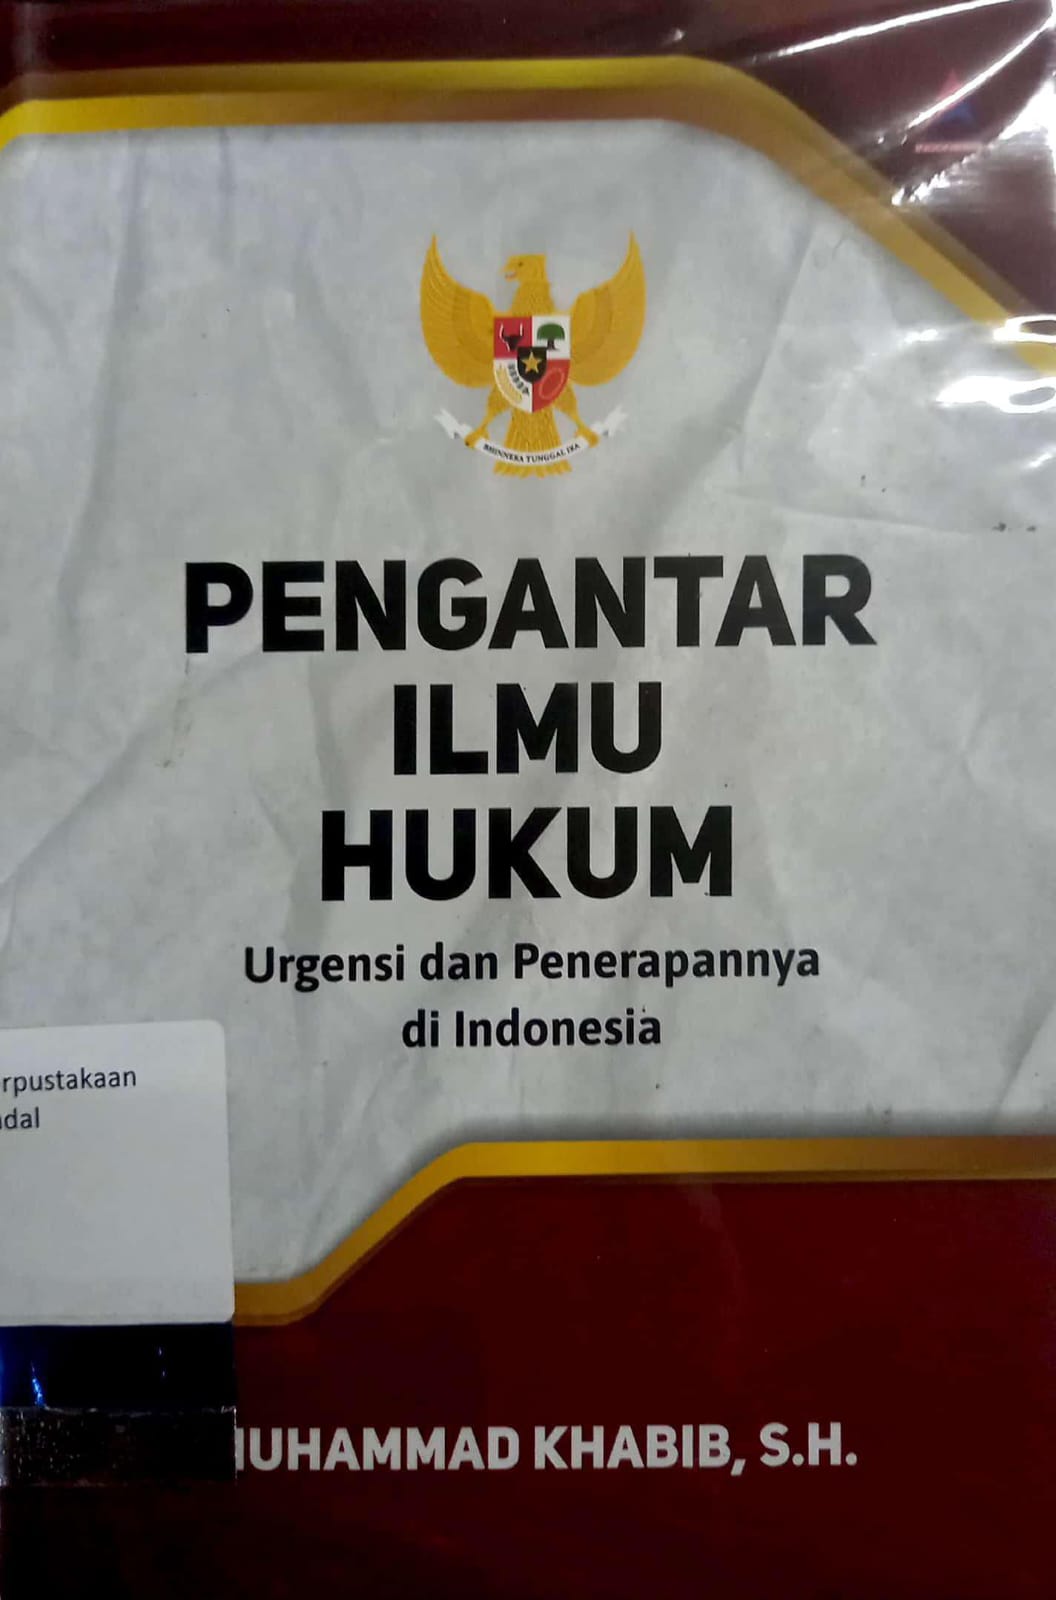 BHINNEKA TUNGGAL IKA
PENGANTAR
ILMU
HUKUM
Urgensi dan Penerapannya
di Indonesia
rpustakaan
dal
UHAMMAD KHABIB, S.H.